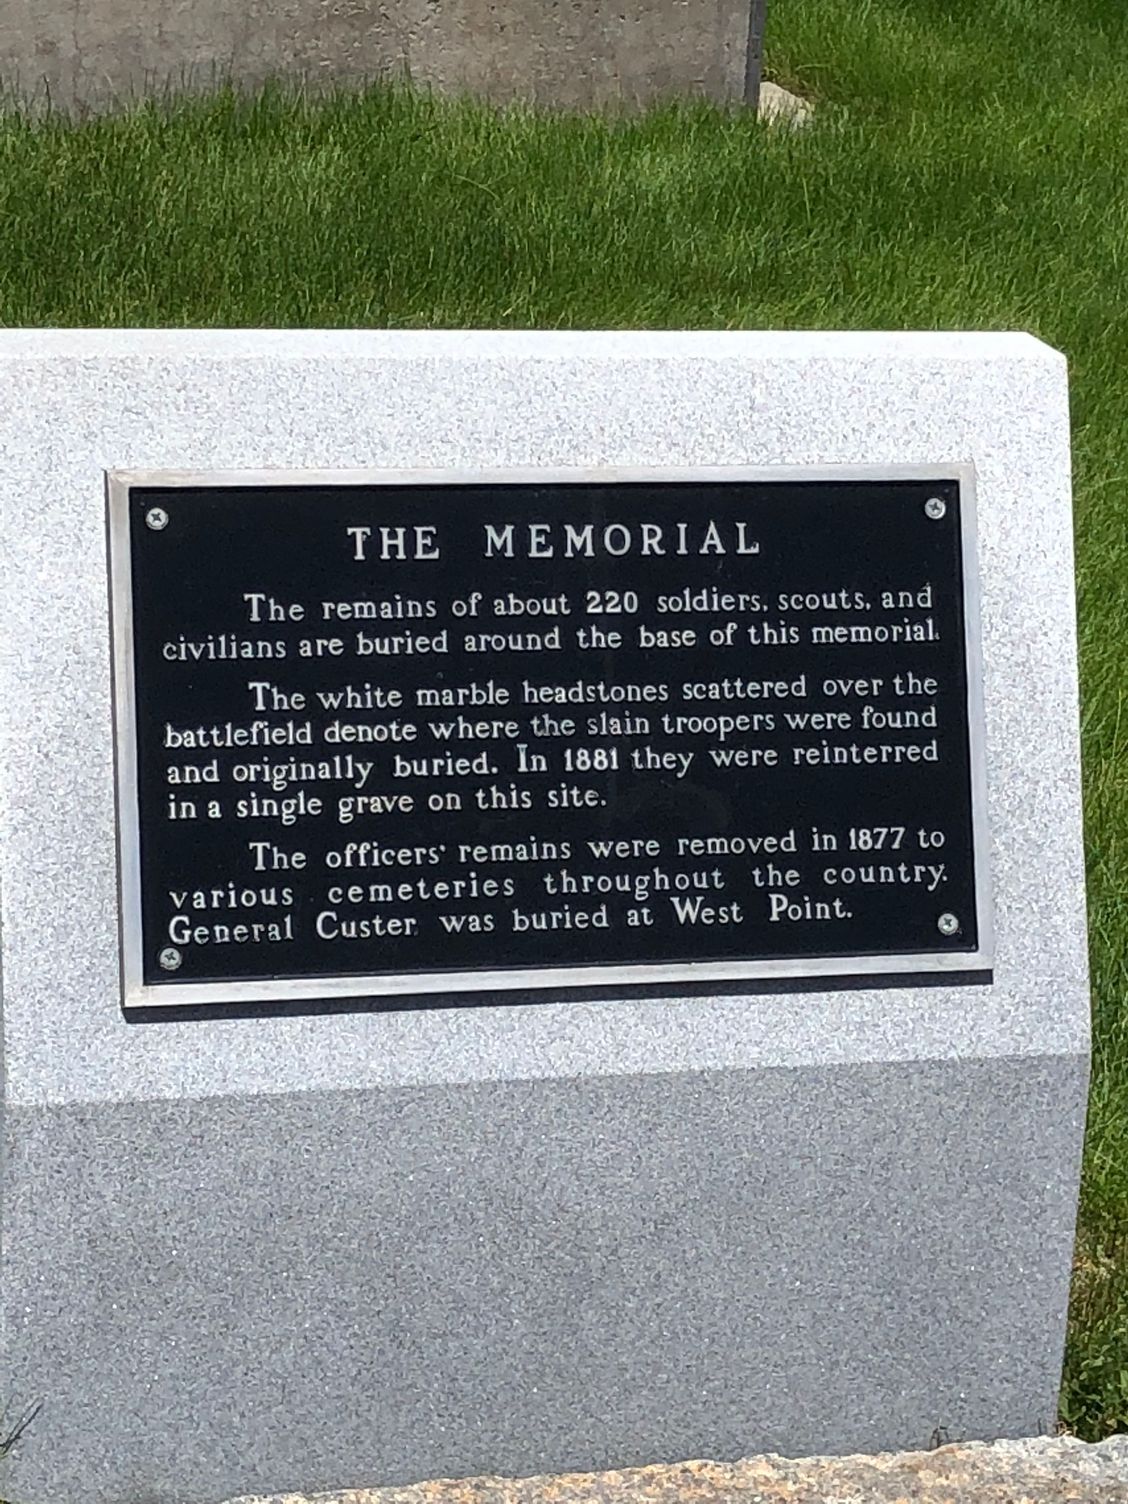 THE MEMORIAL
The remains of about 220 soldiers, scouts, and
civilians are buried around the base of this memorial.
The white marble headstones scattered over the
battlefield denote where the slain troopers were found
and originally buried. In 1881 they were reinterred
in a single grave on this site.
The officers' remains were removed in 1877 to
various cemeteries throughout the country.
General Custer was buried at West Point.